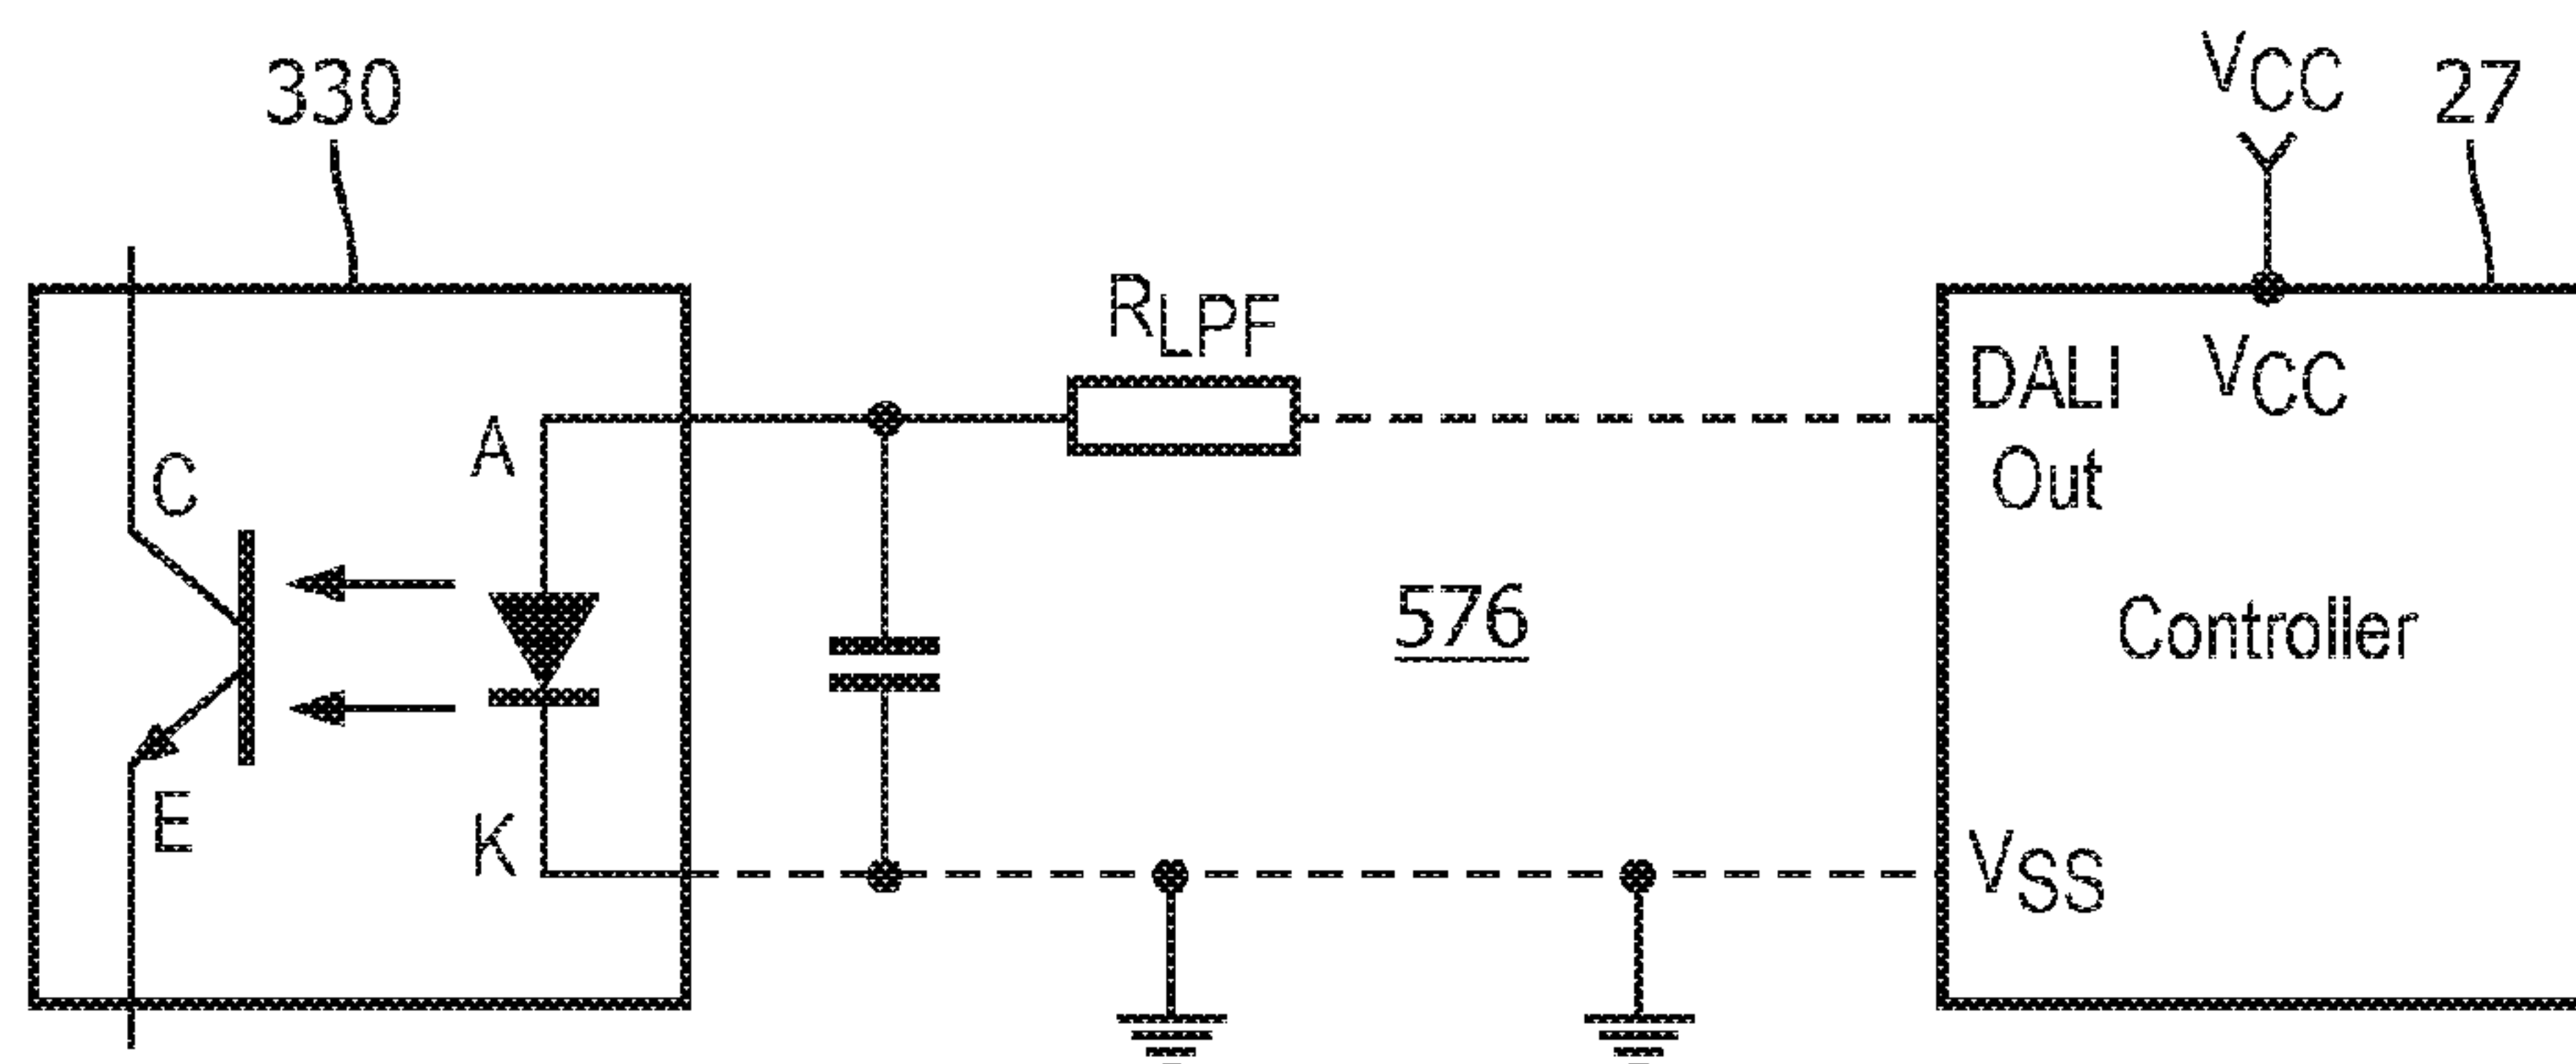 330
VCC
27
RLPF
DALI
Out
VCC
A
C
576
Controller
E
K
VSS